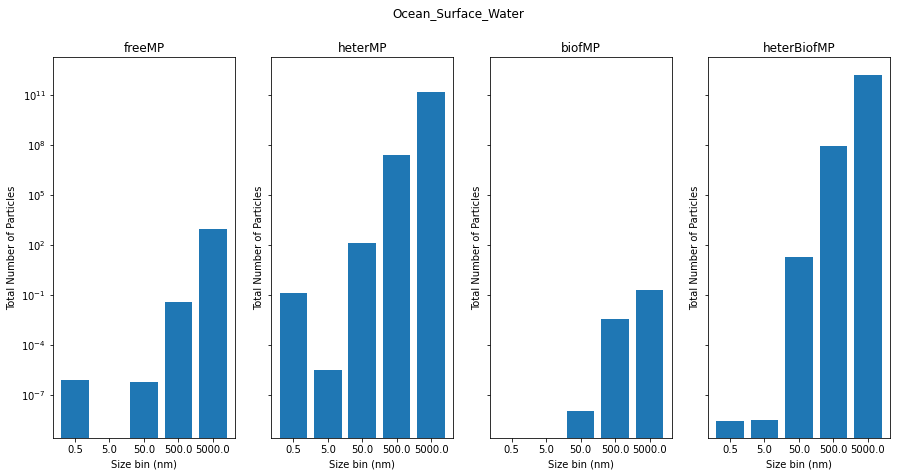 Ocean_Surface_Water
freeMP
heterMP
biofMP
heterBiofMP
10^11
10^8
10^5
10^2
10^-1
10^-4
10^-7
Total Number of Particles
Total Number of Particles
Total Number of Particles
Total Number of Particles
0.5 5.0 50.0 500.0 5000.0
0.5 5.0 50.0 500.0 5000.0
0.5 5.0 50.0 500.0 5000.0
0.5 5.0 50.0 500.0 5000.0
Size bin (nm)
Size bin (nm)
Size bin (nm)
Size bin (nm)